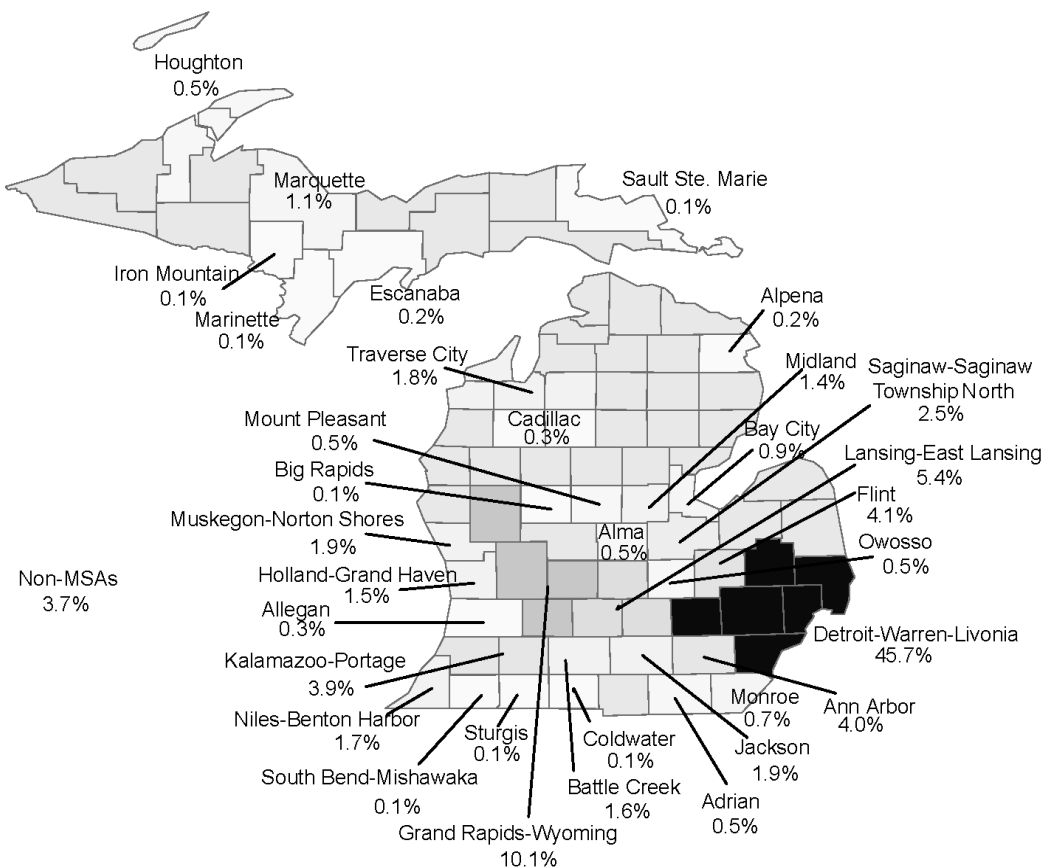 Houghton
0.5%
Marquette
1.1%
Sault Ste. Marie
0.1%
Iron Mountain
0.1%
Escanaba
0.2%
Marinette
0.1%
Alpena
0.2%
Traverse City
1.8%
Midland
1.4%
Saginaw-Saginaw
Township North
2.5%
Mount Pleasant
0.5%
Cadillac
0.3%
Bay City
0.9%
Lansing-East Lansing
5.4%
Big Rapids
0.1%
Flint
4.1%
Muskegon-Norton Shores
1.9%
Alma
0.5%
Owosso
0.5%
Non-MSAs
3.7%
Holland-Grand Haven
1.5%
Allegan
0.3%
Detroit-Warren-Livonia
45.7%
Kalamazoo-Portage
3.9%
Monroe
0.7%
Ann Arbor
4.0%
Niles-Benton Harbor
1.7%
Sturgis
0.1%
Coldwater
0.1%
Jackson
1.9%
South Bend-Mishawaka
0.1%
Battle Creek
1.6%
Adrian
0.5%
Grand Rapids-Wyoming
10.1%